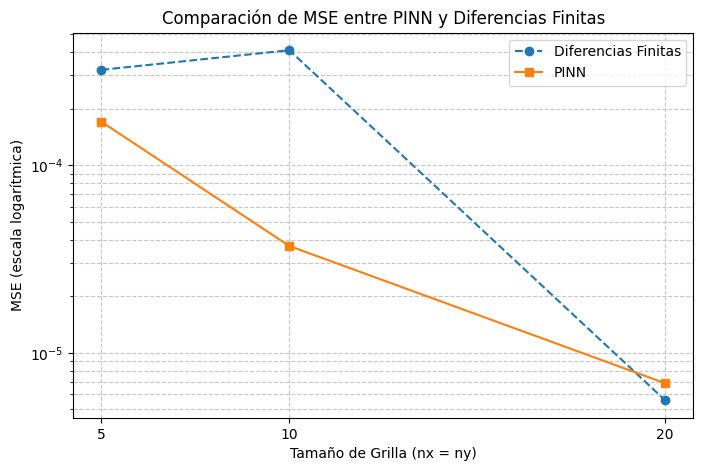 Comparación de MSE entre PINN y Diferencias Finitas
Diferencias Finitas
PINN
MSE (escala logarítmica)
10⁻⁴
10⁻⁵
5
10
20
Tamaño de Grilla (nx = ny)